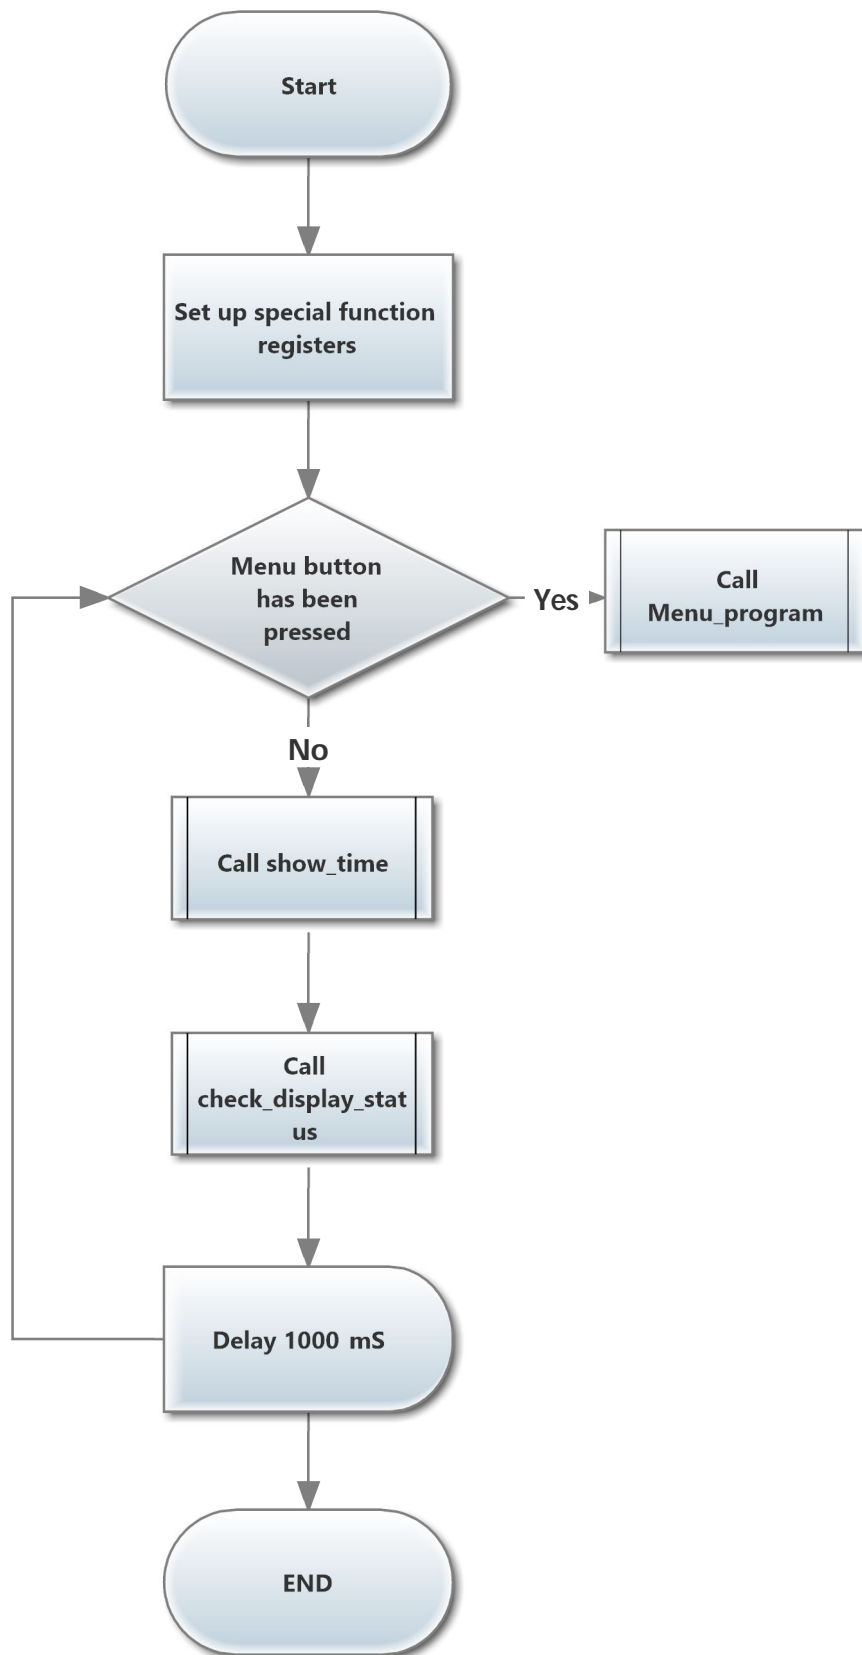 Start
Set up special function
registers
Menu button
has been
pressed
Yes
Call
Menu_program
No
Call show_time
Call
check_display_stat
us
Delay 1000 mS
END